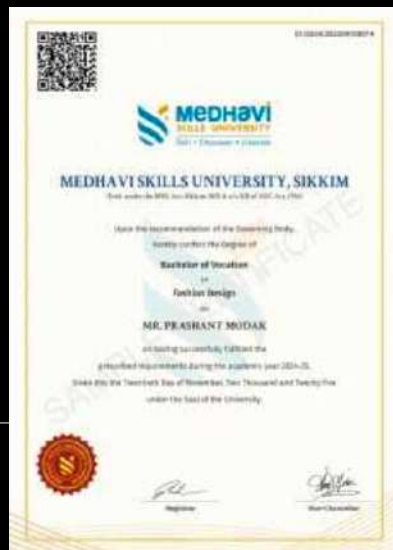 MEDHAVI
SKILLS UNIVERSITY
MEDHAVI SKILLS UNIVERSITY, SIKKIM
Upon the recommendation of the Governing Body,
hereby confers the Degree of
Bachelor of Vocation
in
Fashion Design
on
MR. PRASHANT MODAK
on having successfully fulfilled the
prescribed requirements during the academic year 2024-25.
Given this the Twentieth Day of November, Two Thousand and Twenty Five
under the Seal of the University.
Registrar
Vice-Chancellor